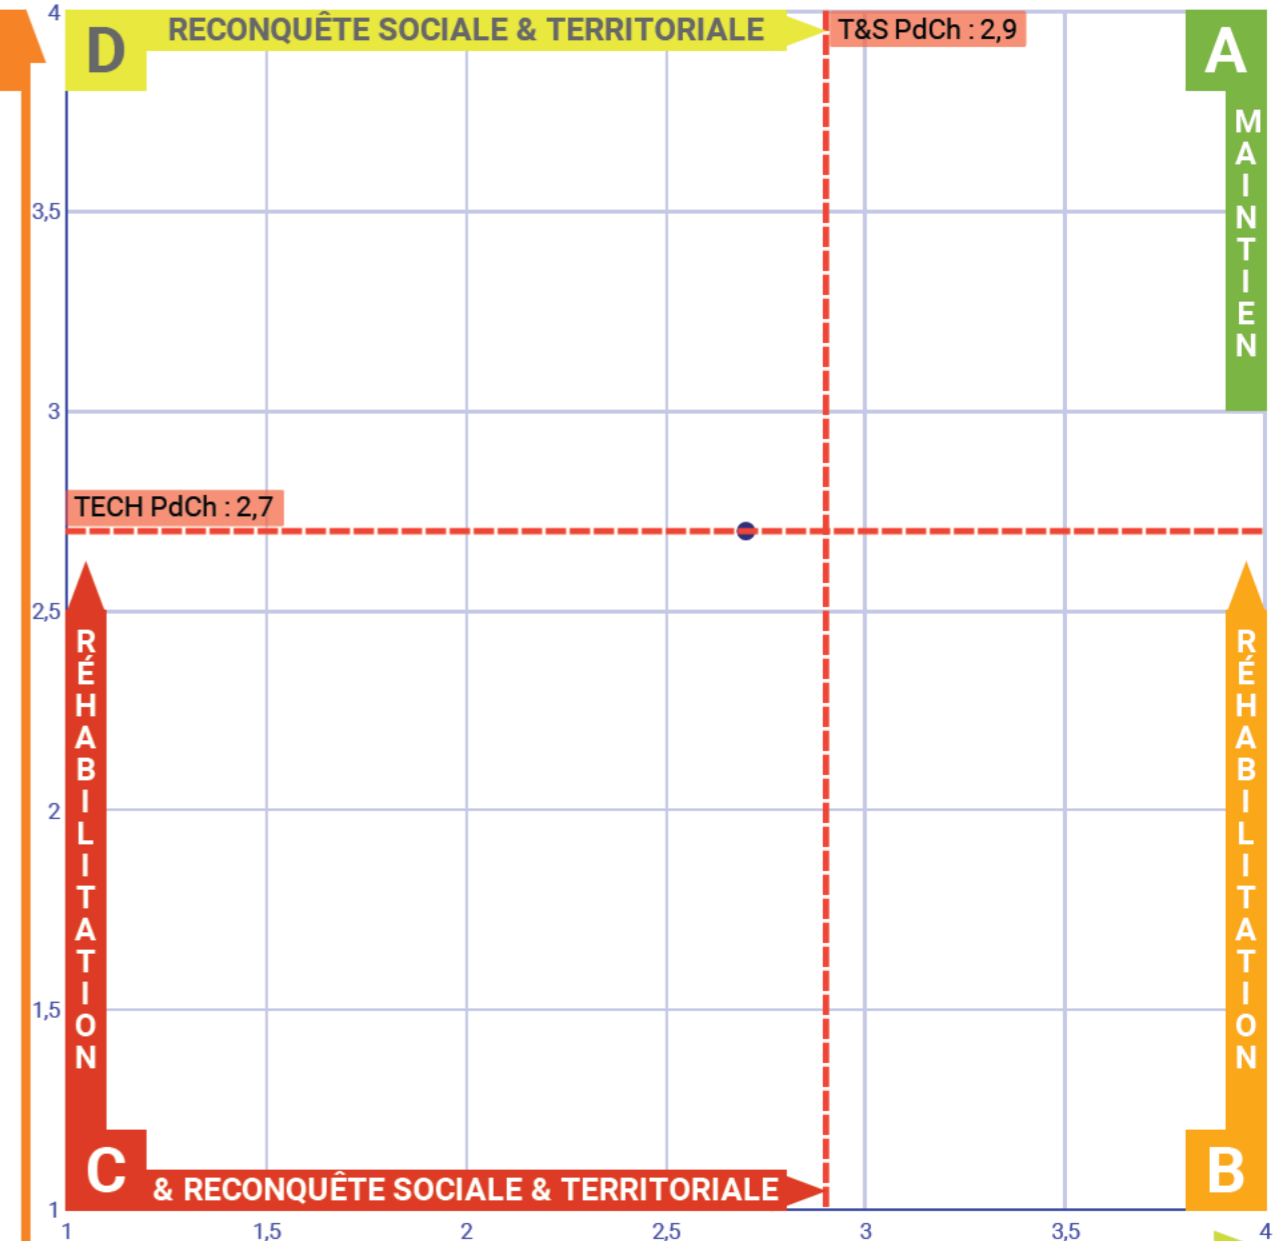 4
D
RECONQUÊTE SOCIALE & TERRITORIALE
T&S PdCh : 2,9
A
MAINTIEN
3,5
3
TECH PdCh : 2,7
2,5
RÉHABILITATION
RÉHABILITATION
2
1,5
C
& RECONQUÊTE SOCIALE & TERRITORIALE
B
1
1
1,5
2
2,5
3
3,5
4